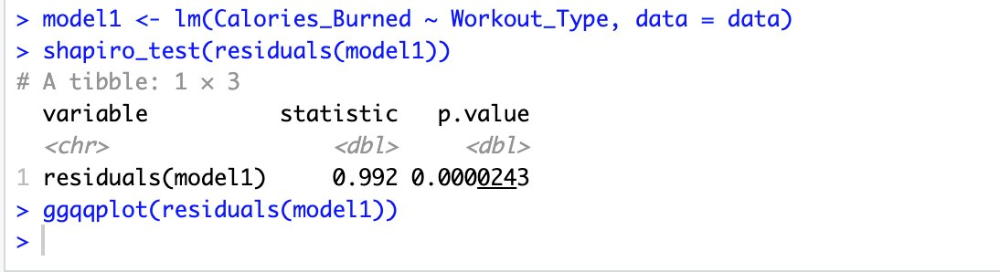 > model1 <- lm(Calories_Burned ~ Workout_Type, data = data)
> shapiro_test(residuals(model1))
# A tibble: 1 × 3
  variable          statistic   p.value
  <chr>                 <dbl>     <dbl>
1 residuals(model1)     0.992 0.0000243
> ggqqplot(residuals(model1))
>